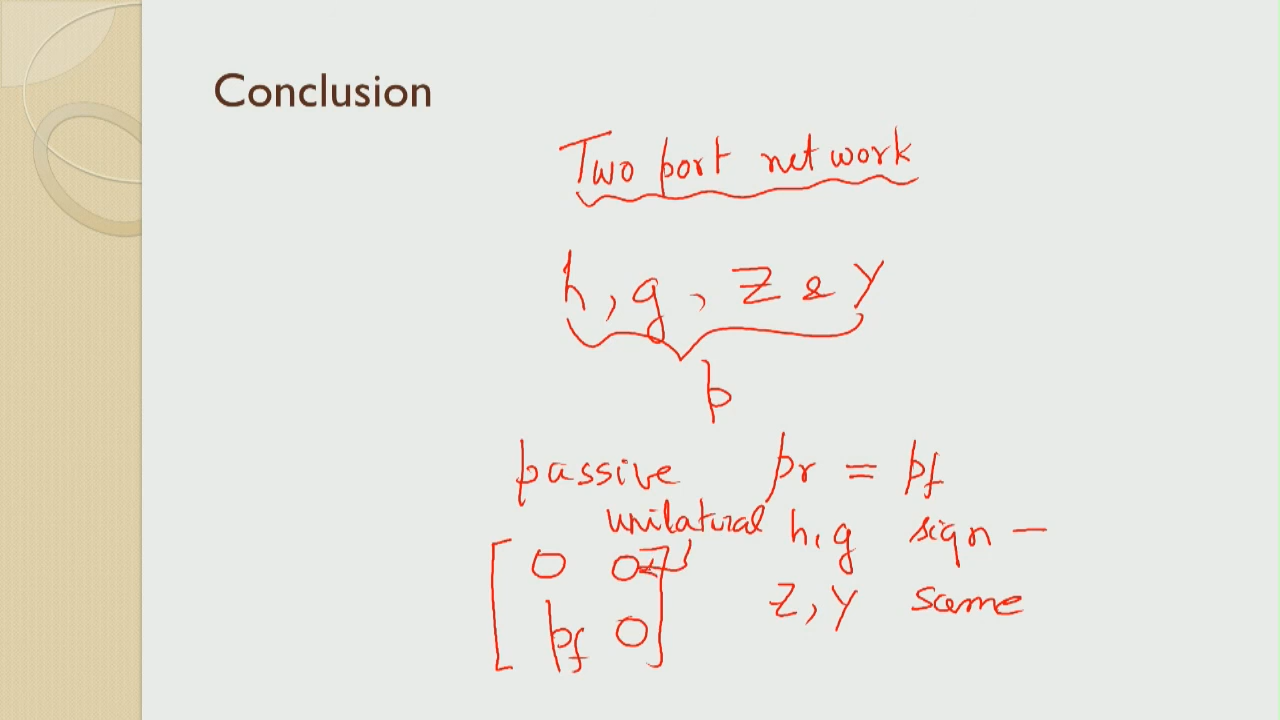 Conclusion
Two port network
h, g, Z & Y
p
passive pr = pf
unilatural h, g sign -
Z, Y same
[ 0 0
pf 0 ]